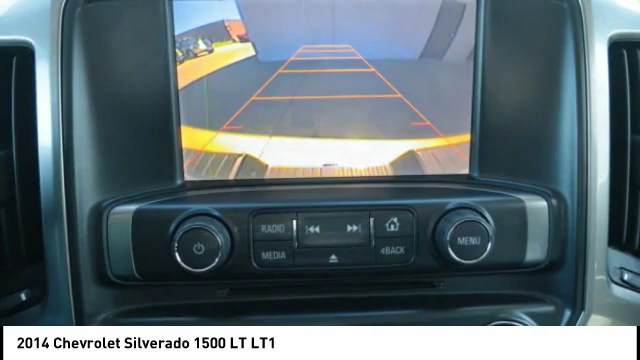 RADIO
MEDIA
<BACK
MENU
2014 Chevrolet Silverado 1500 LT LT1